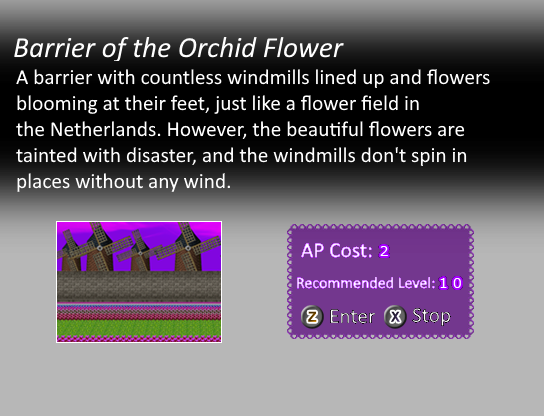 Barrier of the Orchid Flower
A barrier with countless windmills lined up and flowers
blooming at their feet, just like a flower field in
the Netherlands. However, the beautiful flowers are
tainted with disaster, and the windmills don't spin in
places without any wind.
AP Cost: 2
Recommended Level: 10
Z Enter X Stop